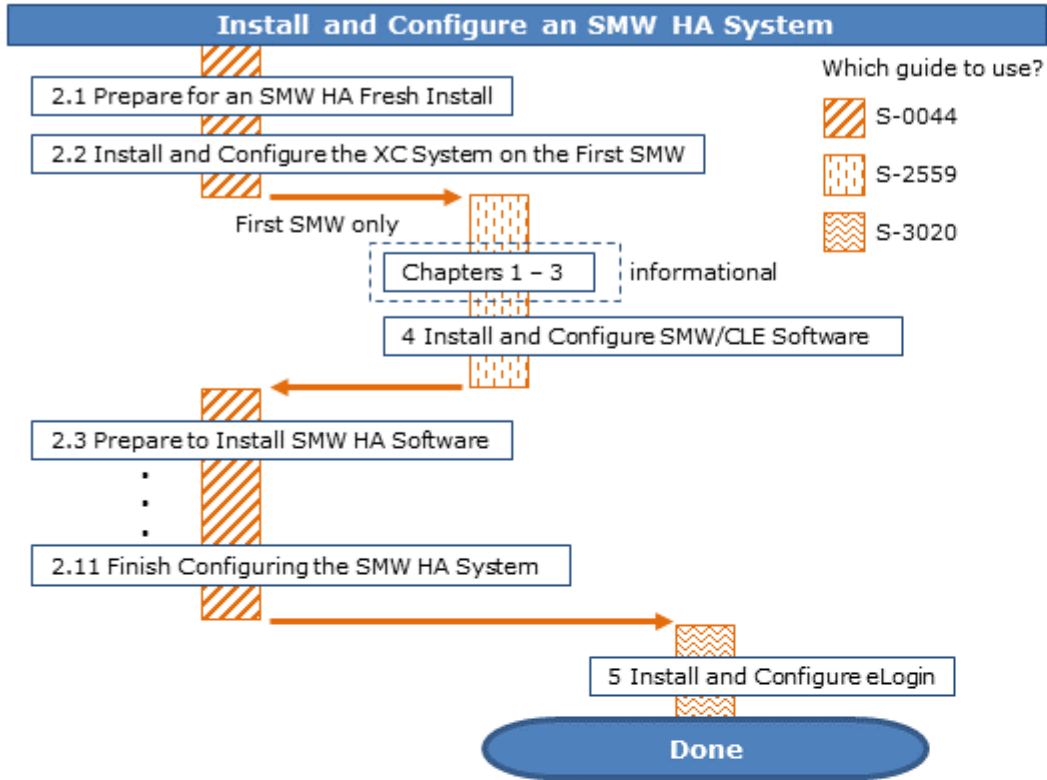 Install and Configure an SMW HA System
Which guide to use?
S-0044
S-2559
S-3020
2.1 Prepare for an SMW HA Fresh Install
2.2 Install and Configure the XC System on the First SMW
First SMW only
Chapters 1 – 3
informational
4 Install and Configure SMW/CLE Software
2.3 Prepare to Install SMW HA Software
2.11 Finish Configuring the SMW HA System
5 Install and Configure eLogin
Done